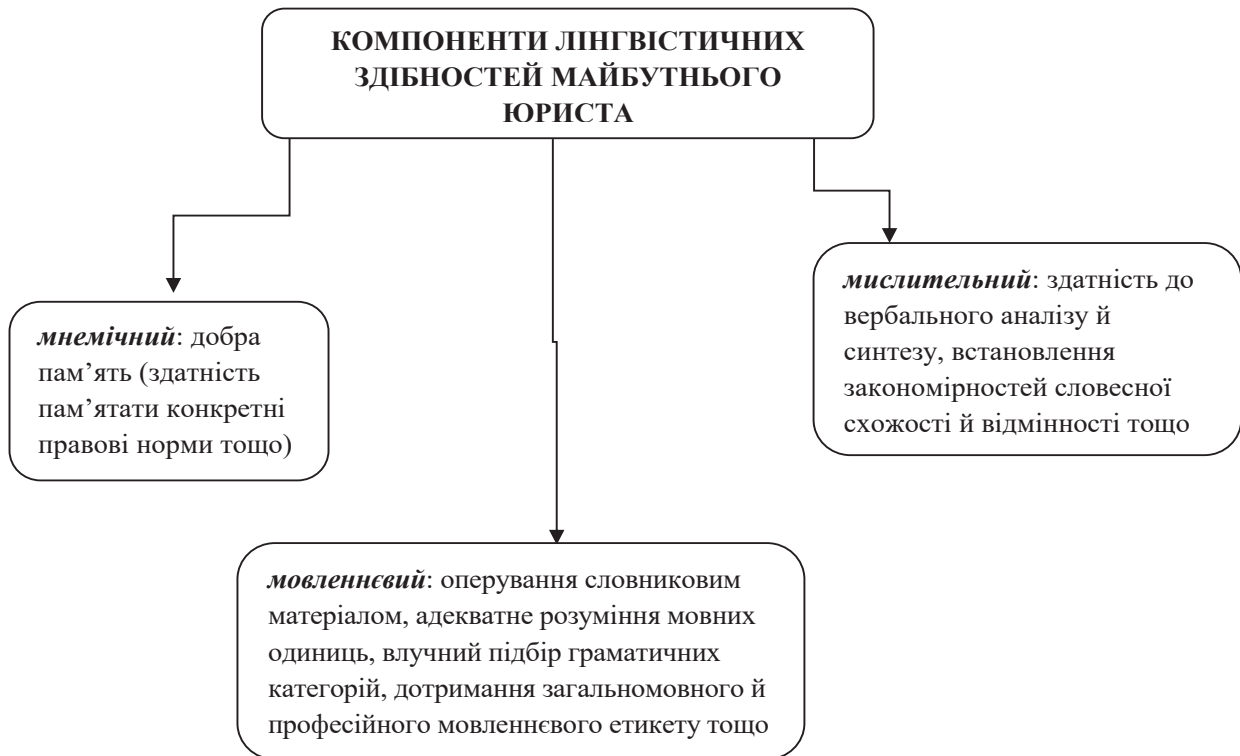 КОМПОНЕНТИ ЛІНГВІСТИЧНИХ
ЗДІБНОСТЕЙ МАЙБУТНЬОГО
ЮРИСТА
мнемічний: добра
пам’ять (здатність
пам’ятати конкретні
правові норми тощо)
мислительний: здатність до
вербального аналізу й
синтезу, встановлення
закономірностей словесної
схожості й відмінності тощо
мовленнєвий: оперування словниковим
матеріалом, адекватне розуміння мовних
одиниць, влучний підбір граматичних
категорій, дотримання загальномовного й
професійного мовленнєвого етикету тощо